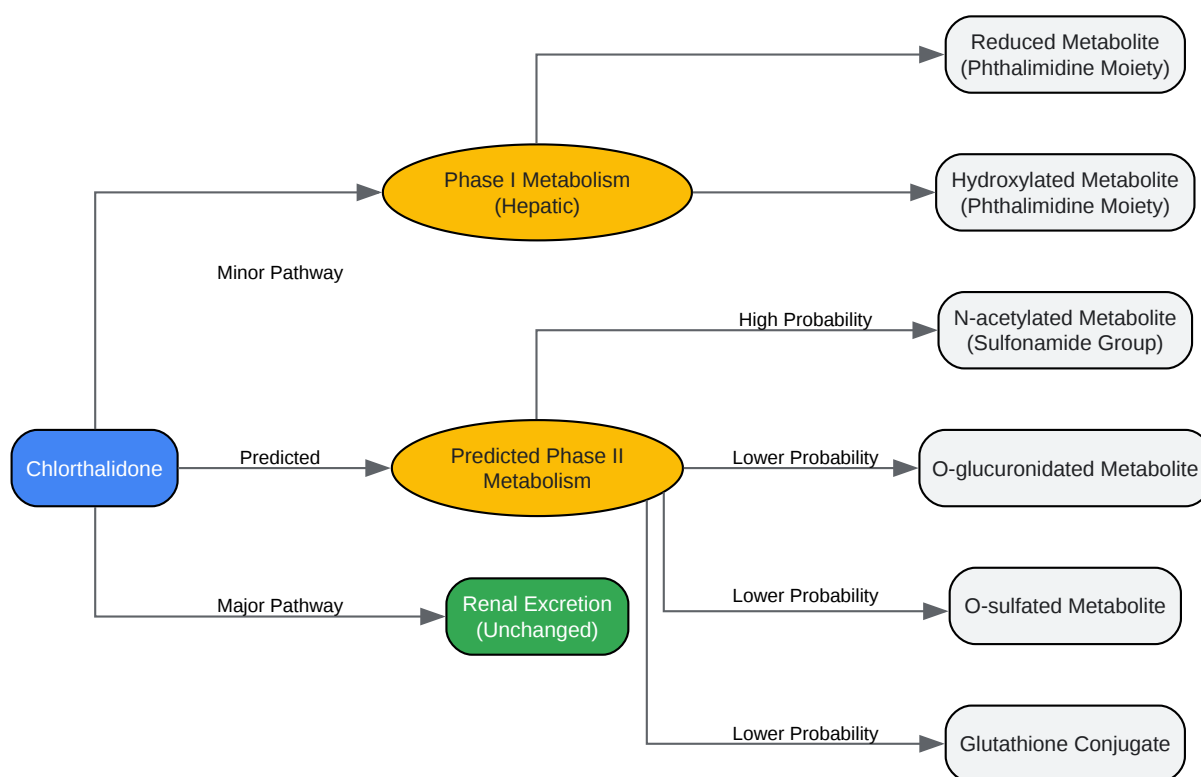 Reduced Metabolite
(Phthalimidine Moiety)
Phase I Metabolism
(Hepatic)
Hydroxylated Metabolite
(Phthalimidine Moiety)
Minor Pathway
High Probability
N-acetylated Metabolite
(Sulfonamide Group)
Chlorthalidone
Predicted
Predicted Phase II
Metabolism
Lower Probability
O-glucuronidated Metabolite
Major Pathway
Renal Excretion
(Unchanged)
Lower Probability
O-sulfated Metabolite
Lower Probability
Glutathione Conjugate